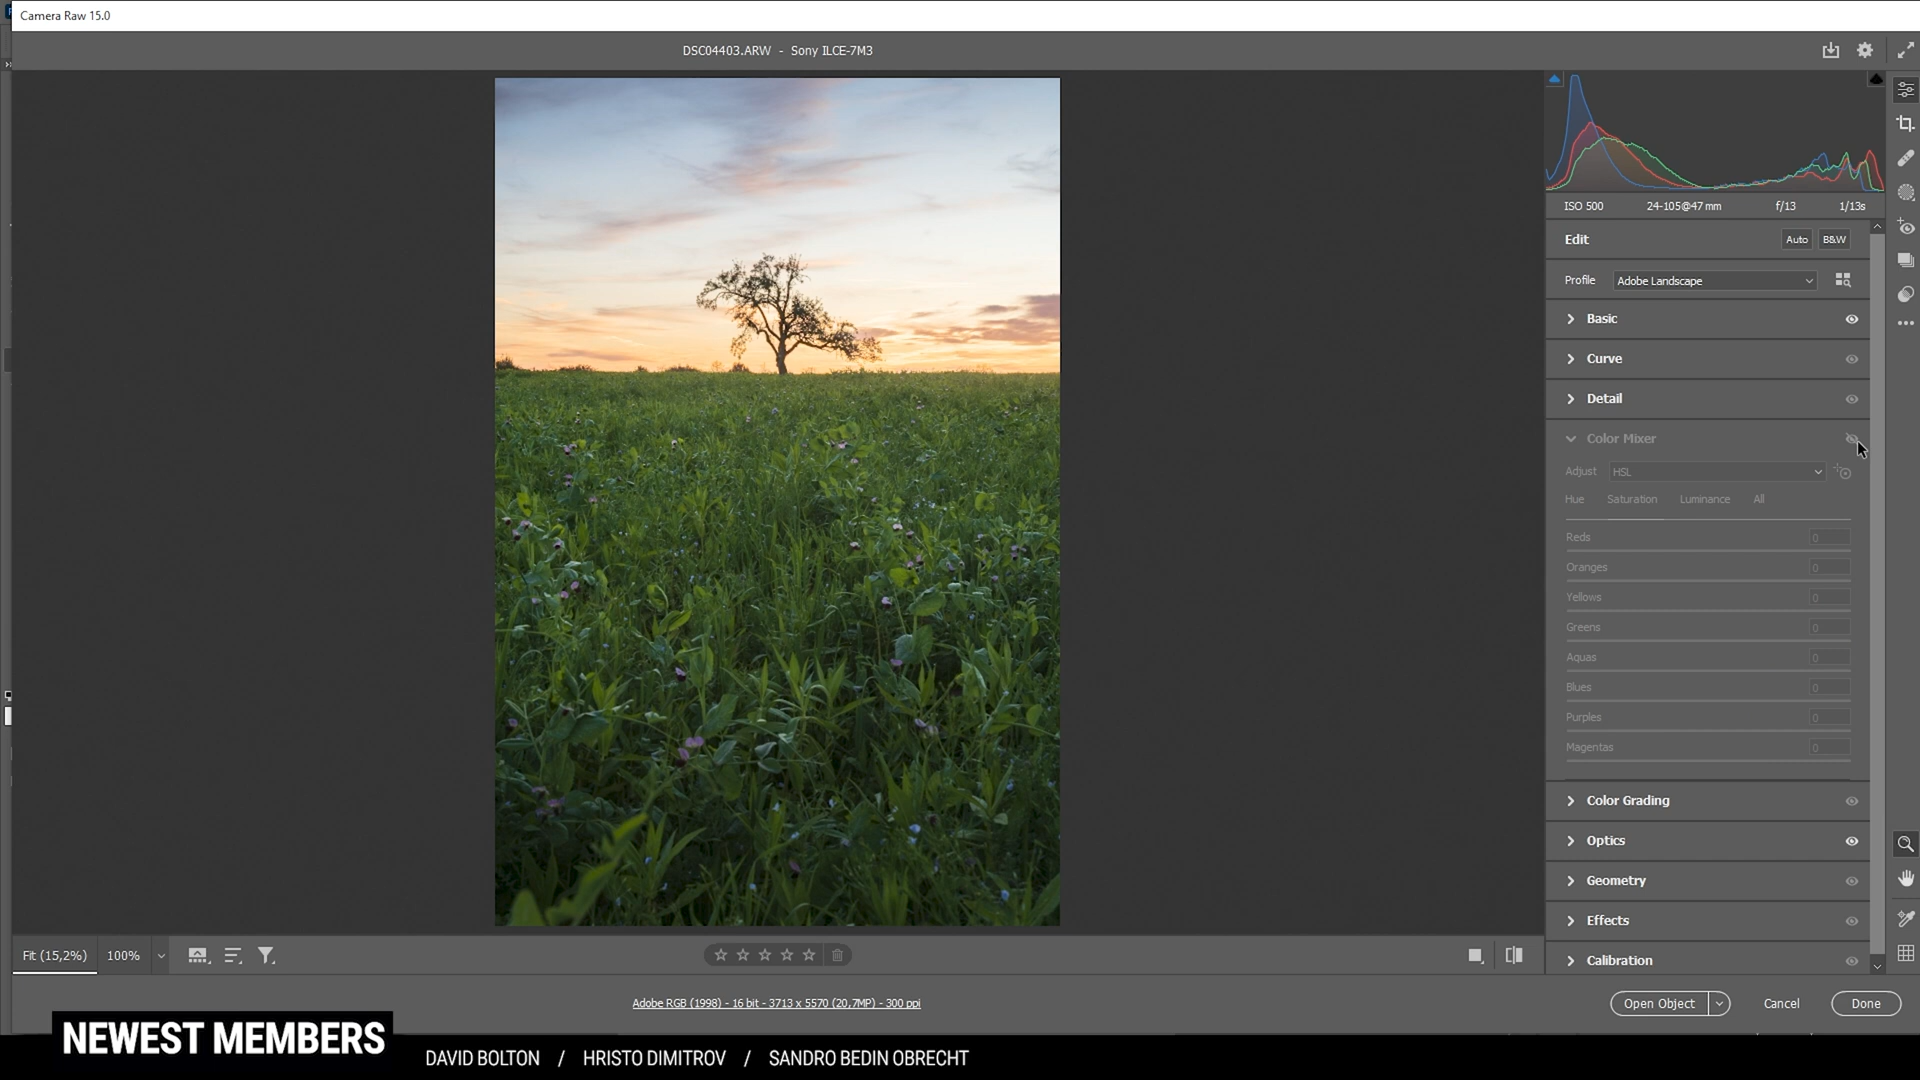 Camera Raw 15.0
DSC04403.ARW - Sony ILCE-7M3
ISO 500 24-105@47 mm f/13 1/13s
Edit Auto B&W
Profile Adobe Landscape
Basic
Curve
Detail
Color Mixer
Adjust HSL
Hue Saturation Luminance All
Reds 0
Oranges 0
Yellows 0
Greens 0
Aquas 0
Blues 0
Purples 0
Magentas 0
Color Grading
Optics
Geometry
Effects
Calibration
Fit (15,2%) 100%
Adobe RGB (1998) - 16 bit - 3713 x 5570 (20,7MP) - 300 ppi
Open Object Cancel Done
NEWEST MEMBERS
DAVID BOLTON / HRISTO DIMITROV / SANDRO BEDIN OBRECHT